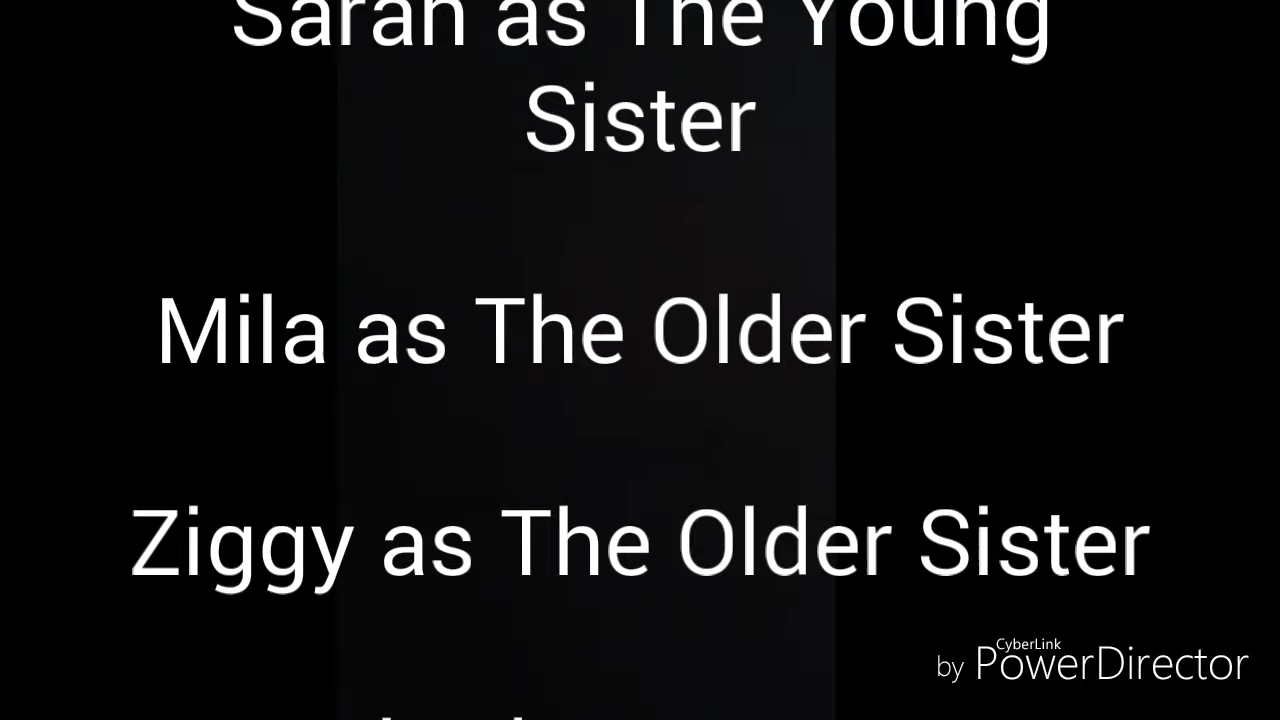 Sarah as The Young
Sister
Mila as The Older Sister
Ziggy as The Older Sister
CyberLink
by PowerDirector